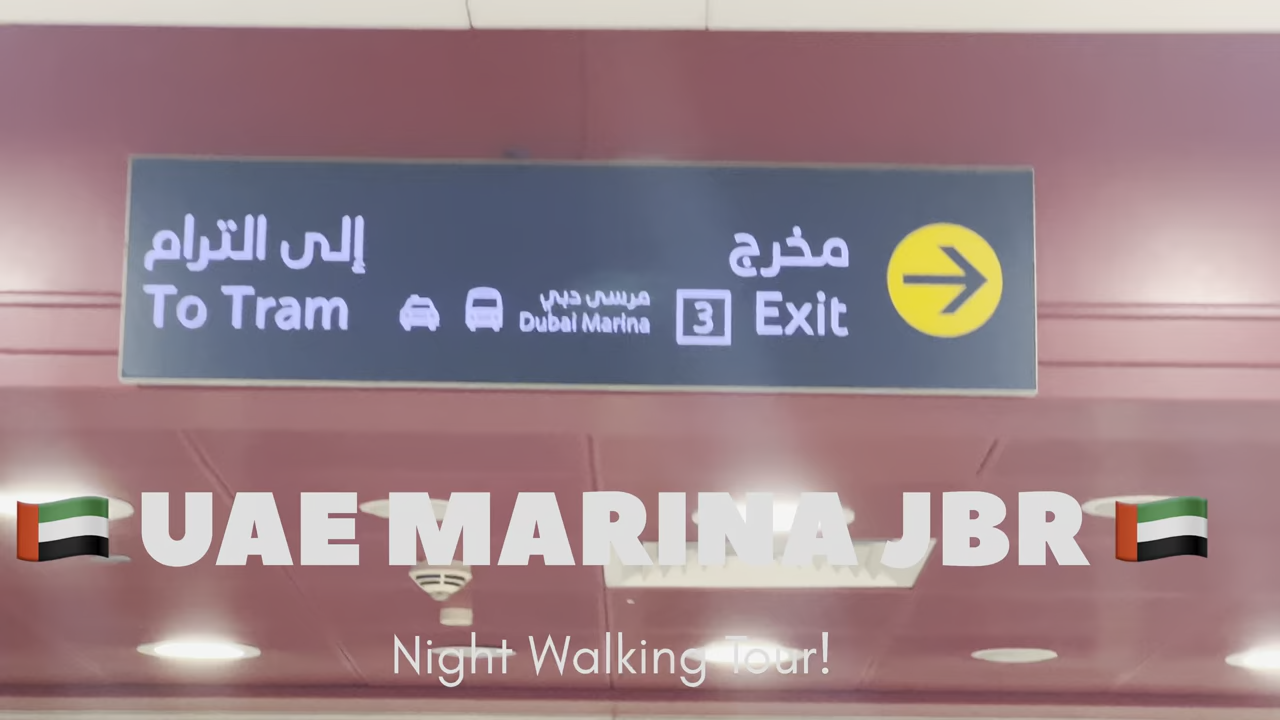 إلى الترام
To Tram
مرسى دبي
Dubai Marina
3
مخرج
Exit
🇦🇪 UAE MARINA JBR 🇦🇪
Night Walking Tour!